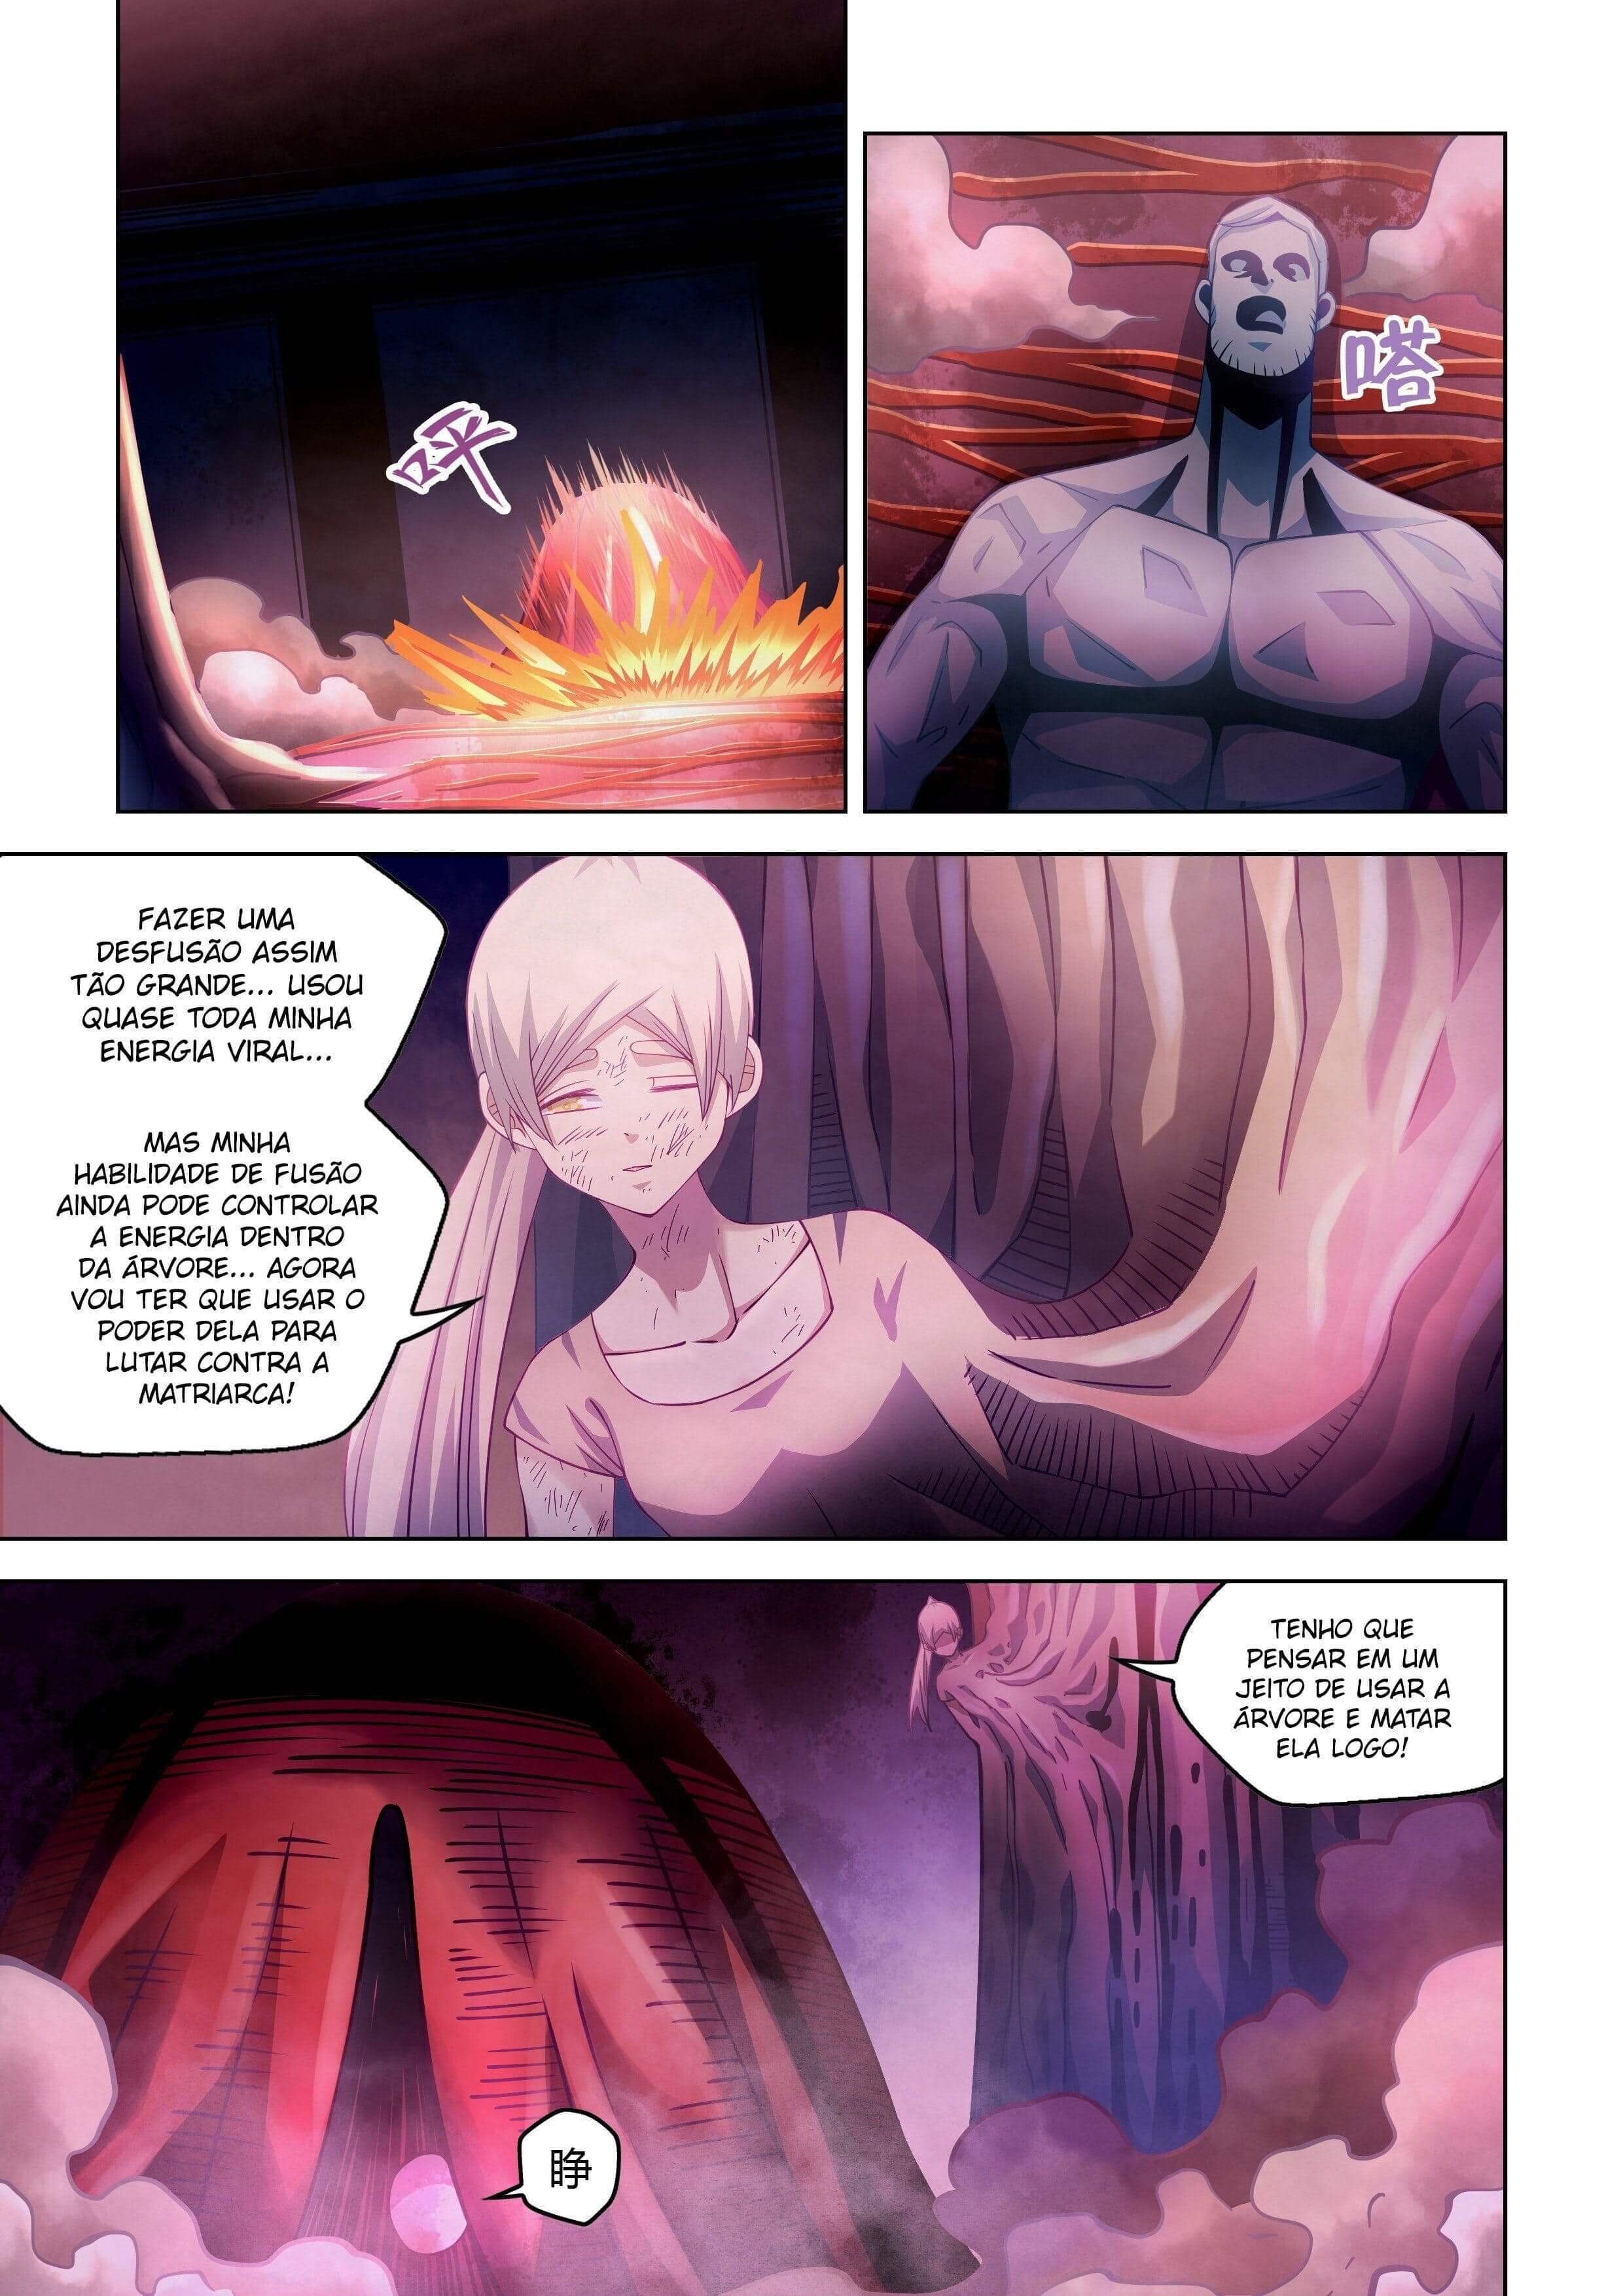 嗒
呯
FAZER UMA
DESFUSÃO ASSIM
TÃO GRANDE... USOU
QUASE TODA MINHA
ENERGIA VIRAL...
MAS MINHA
HABILIDADE DE FUSÃO
AINDA PODE CONTROLAR
A ENERGIA DENTRO
DA ÁRVORE... AGORA
VOU TER QUE USAR O
PODER DELA PARA
LUTAR CONTRA A
MATRIARCA!
TENHO QUE
PENSAR EM UM
JEITO DE USAR A
ÁRVORE E MATAR
ELA LOGO!
睁